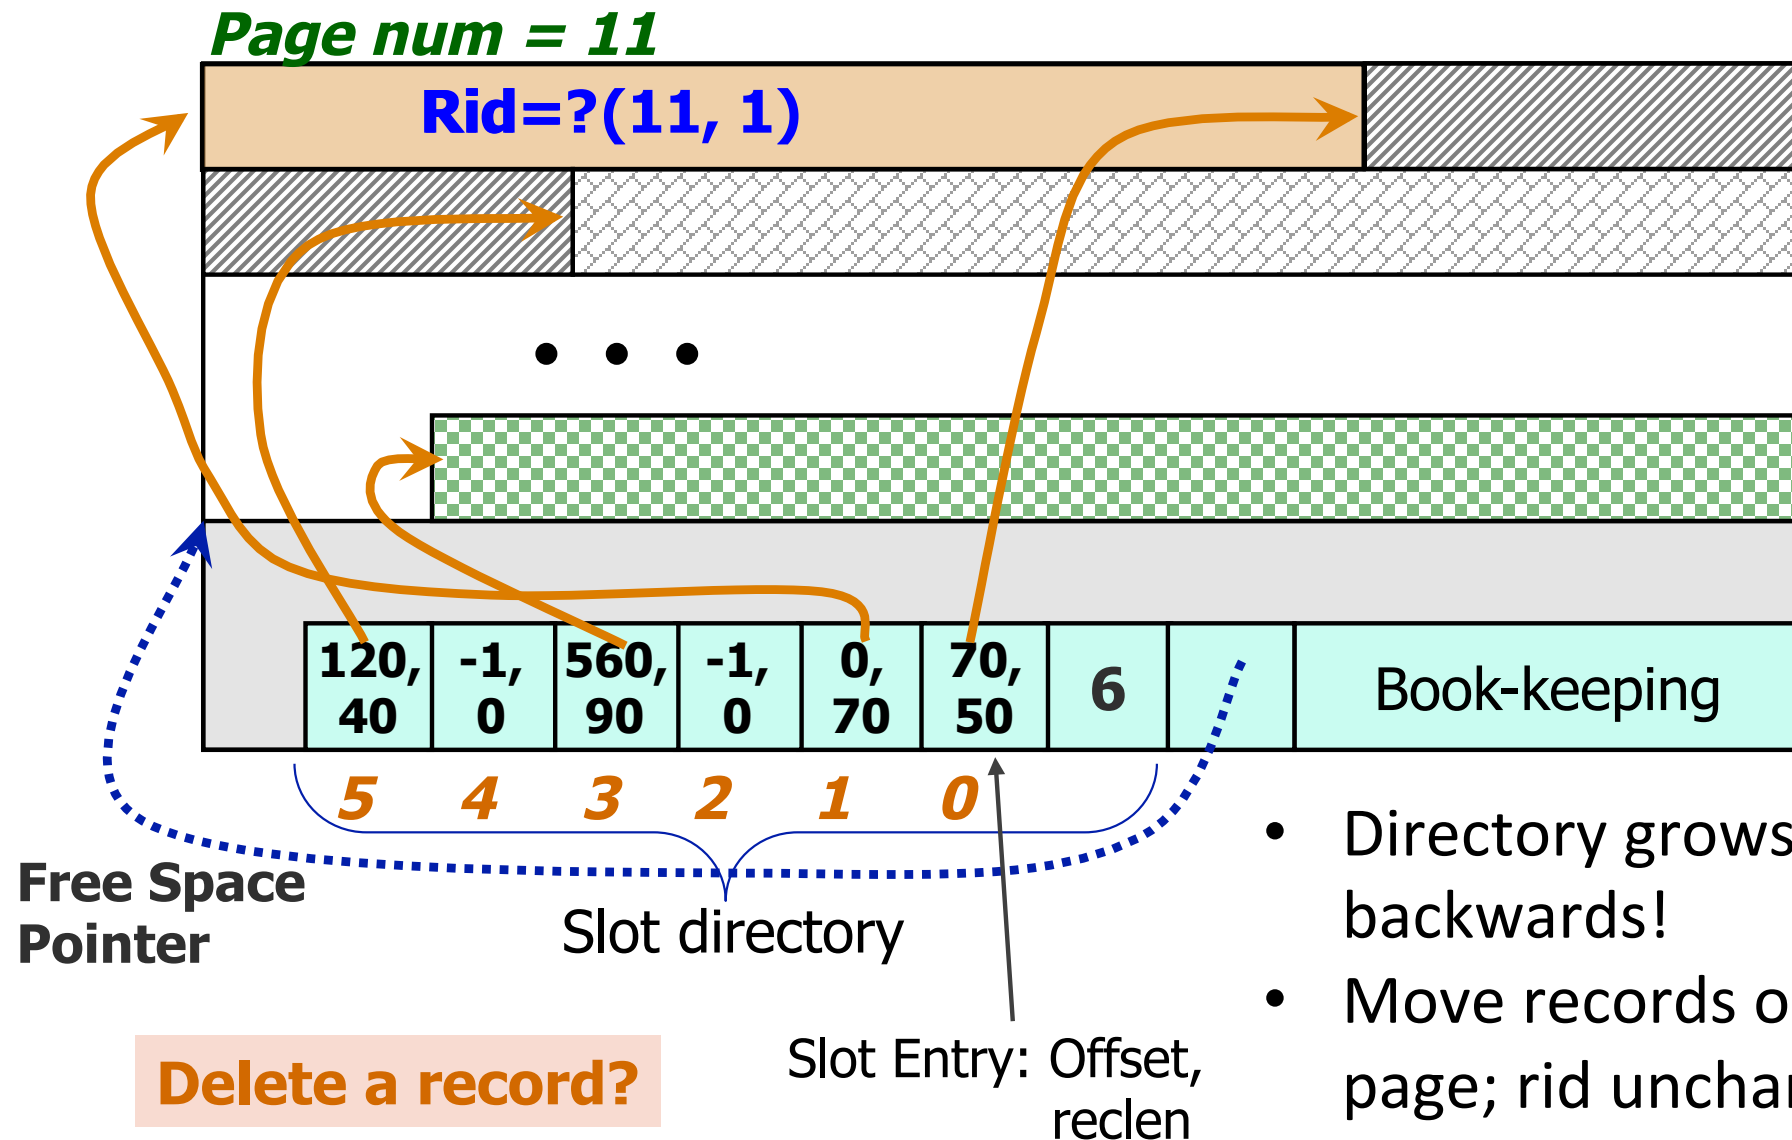 Page num = 11
Rid=?(11, 1)
• • •
120, -1, 560, -1, 0, 70, 6 Book-keeping
40 0 90 0 70 50
5 4 3 2 1 0
Free Space
Pointer
Slot directory
• Directory grows
backwards!
• Move records o
page; rid unchar
Slot Entry: Offset,
reclen
Delete a record?